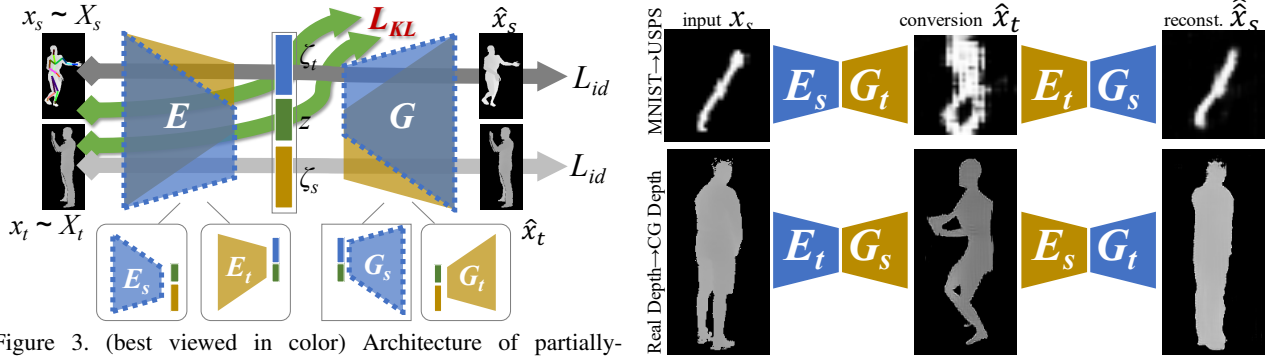 x_s ~ X_s
L_KL
x̂_s
ζ_t
L_id
E
z
G
L_id
ζ_s
x_t ~ X_t
x̂_t
E_s
E_t
G_s
G_t
Figure 3. (best viewed in color) Architecture of partially-
MNIST→USPS
input x_s
conversion x̂_t
reconst. x̂̂_s
E_s G_t
E_t G_s
Real Depth→CG Depth
E_t G_s
E_s G_t